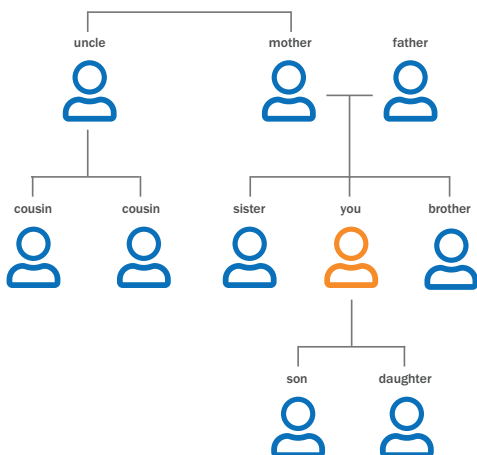 uncle
mother
father
cousin
cousin
sister
you
brother
son
daughter